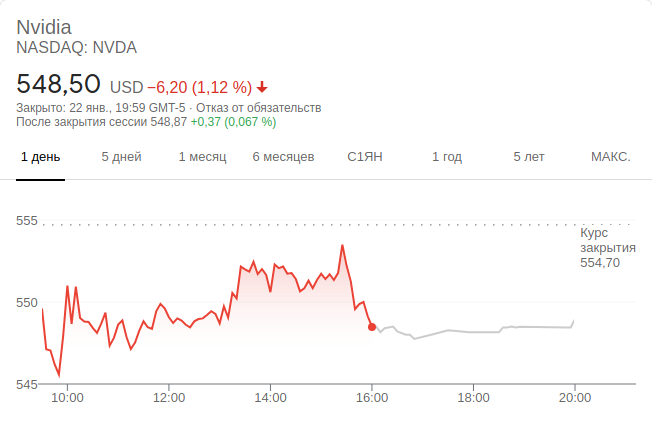 Nvidia
NASDAQ: NVDA
548,50 USD −6,20 (1,12 %)
Закрыто: 22 янв., 19:59 GMT-5 · Отказ от обязательств
После закрытия сессии 548,87 +0,37 (0,067 %)
1 день 5 дней 1 месяц 6 месяцев С1ЯН 1 год 5 лет МАКС.
555
Курс
закрытия
554,70
550
545
10:00 12:00 14:00 16:00 18:00 20:00